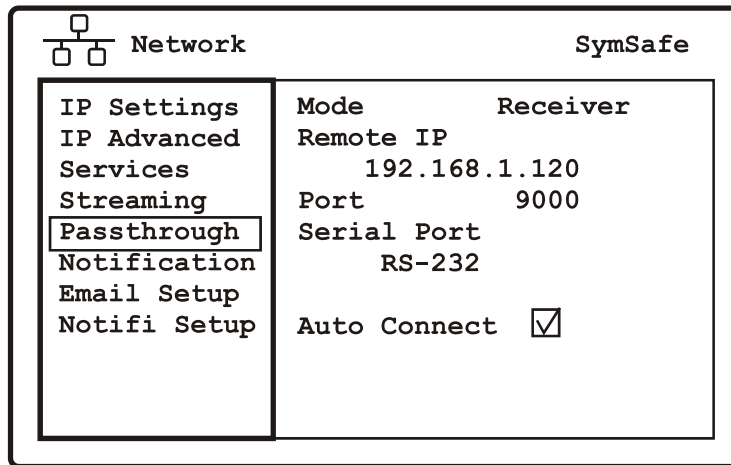 Network SymSafe
IP Settings
IP Advanced
Services
Streaming
Passthrough
Notification
Email Setup
Notifi Setup
Mode Receiver
Remote IP
192.168.1.120
Port 9000
Serial Port
RS-232
Auto Connect